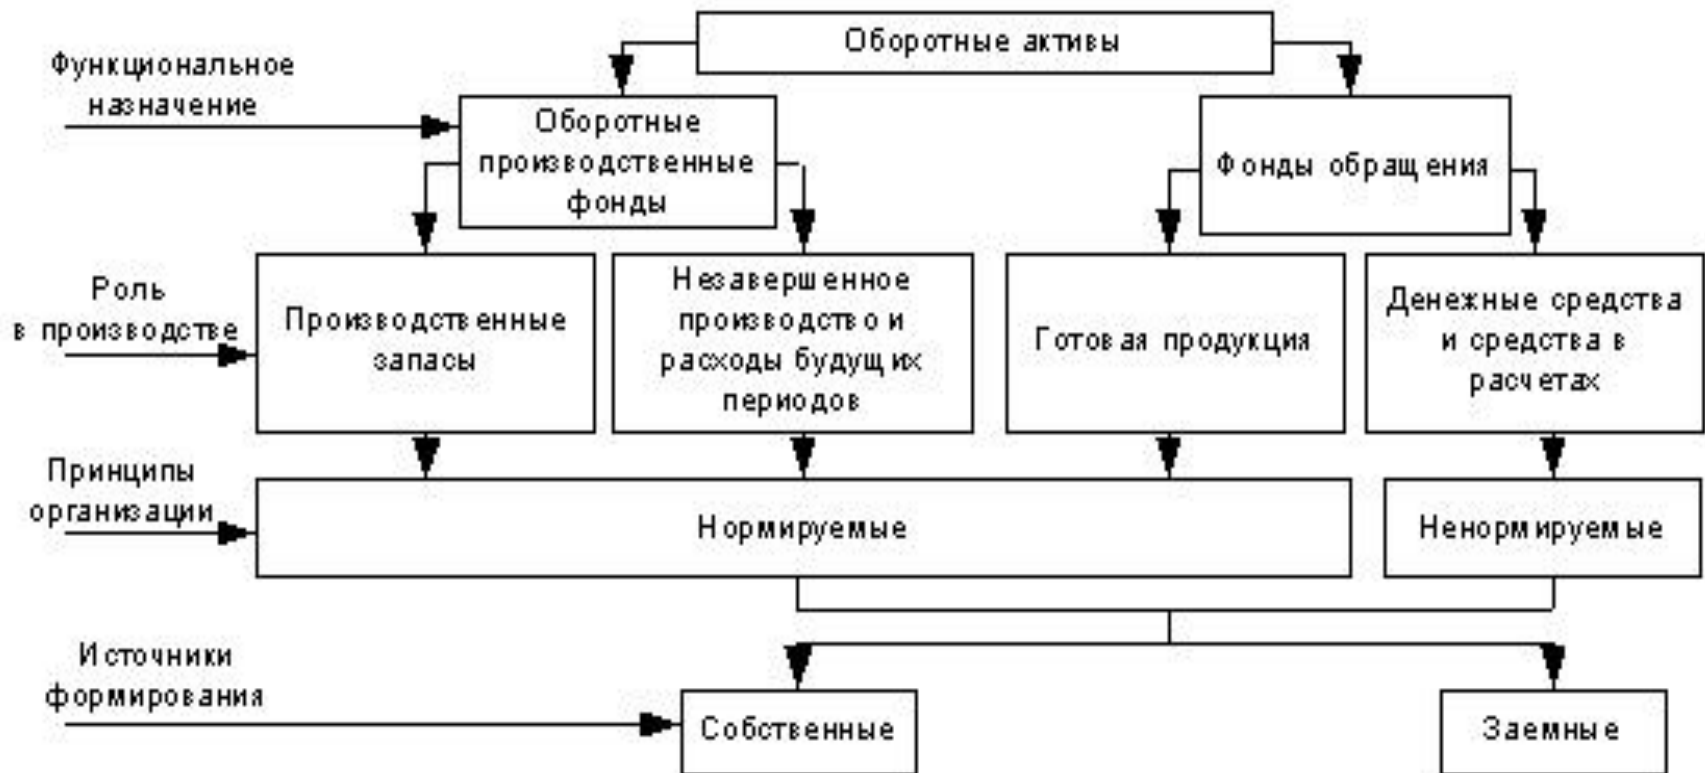 Оборотные активы
Функциональное
назначение
Оборотные
производственные
фонды
Фонды обращения
Роль
в производстве
Производственные
запасы
Незавершенное
производство и
расходы будущих
периодов
Готовая продукция
Денежные средства
и средства в
расчетах
Принципы
организации
Нормируемые
Ненормируемые
Источники
формирования
Собственные
Заемные